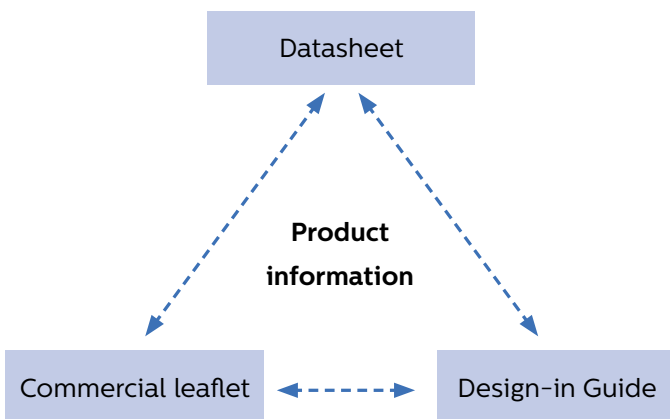 Datasheet
Product
information
Commercial leaflet
Design-in Guide